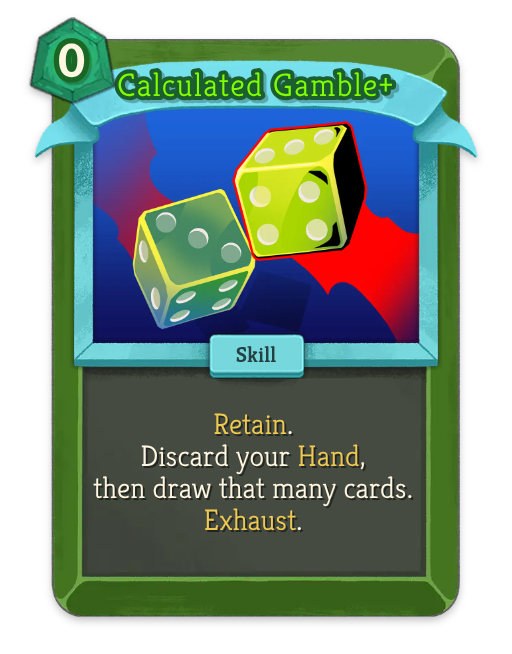 0
Calculated Gamble+
Skill
Retain.
Discard your Hand,
then draw that many cards.
Exhaust.